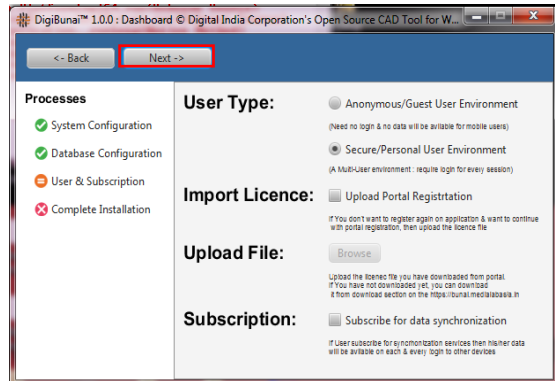 DigiBunai™ 1.0.0 : Dashboard © Digital India Corporation's Open Source CAD Tool for W...
<- Back
Next ->
Processes
System Configuration
Database Configuration
User & Subscription
Complete Installation
User Type:
Anonymous/Guest User Environment
(Need no login & no data will be avilable for mobile users)
Secure/Personal User Environment
(A Multi-User environment : require login for every session)
Import Licence:
Upload Portal Registrtation
If You don't want to register again on application & want to continue
with portal registration, then upload the licence file
Upload File:
Browse
Upload the licenec file you have downloaded from portal.
If You have not downloaded yet, you can download
it from download section on the https://bunai.medialabasia.in
Subscription:
Subscribe for data synchronization
If User subscribe for syncrnontization services then his/her data
will be avilable on each & every login to other devices